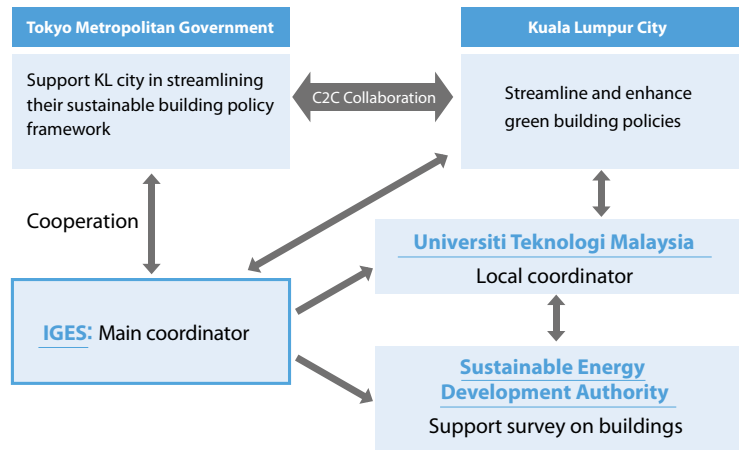 Tokyo Metropolitan Government
Support KL city in streamlining
their sustainable building policy
framework
C2C Collaboration
Kuala Lumpur City
Streamline and enhance
green building policies
Cooperation
IGES: Main coordinator
Universiti Teknologi Malaysia
Local coordinator
Sustainable Energy
Development Authority
Support survey on buildings